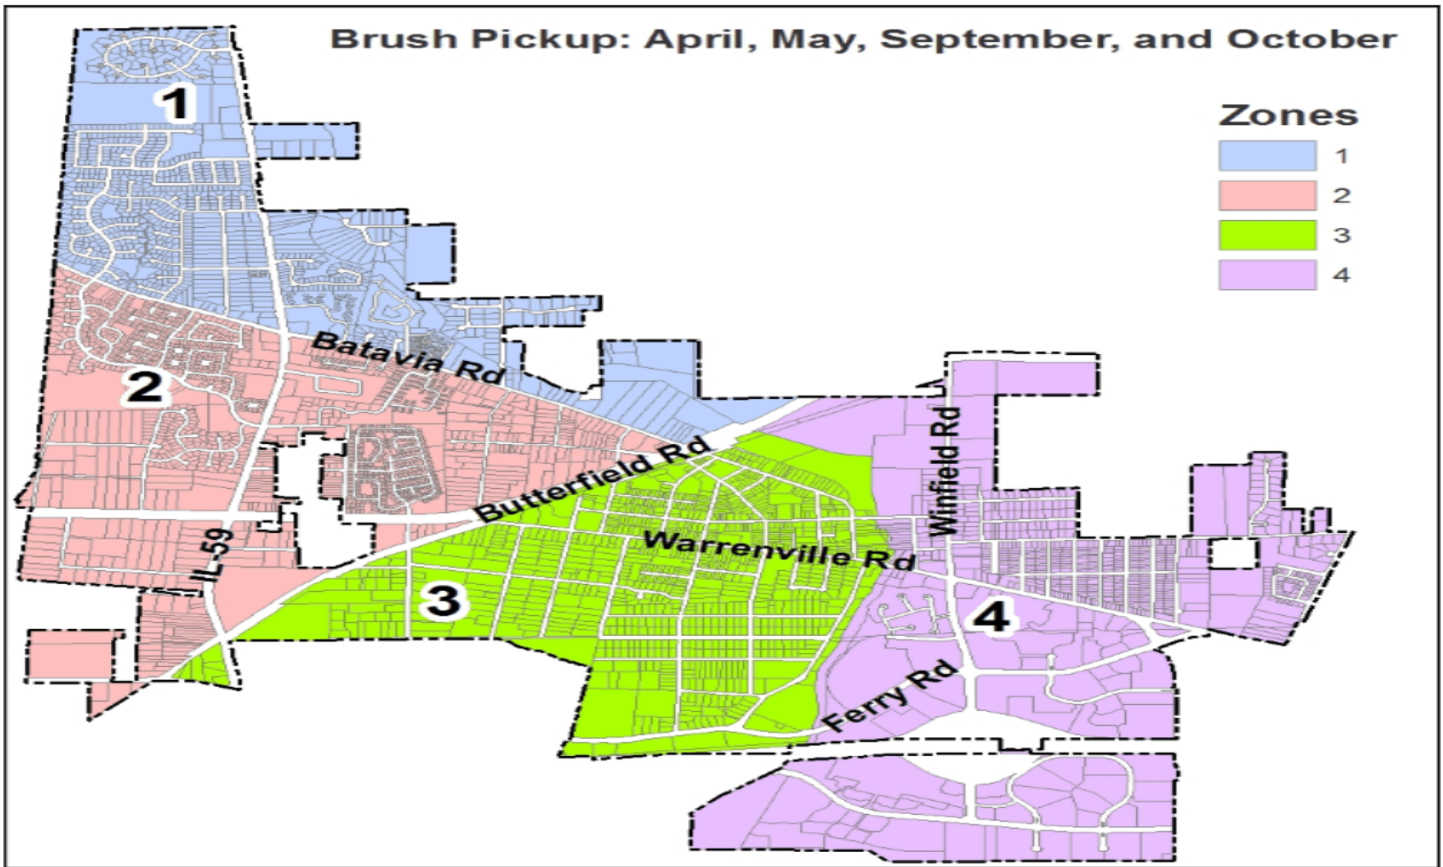 Brush Pickup: April, May, September, and October
Zones
1
2
3
4
1
2
3
4
Batavia Rd
Butterfield Rd
Winfield Rd
Warrenville Rd
IL 59
Ferry Rd